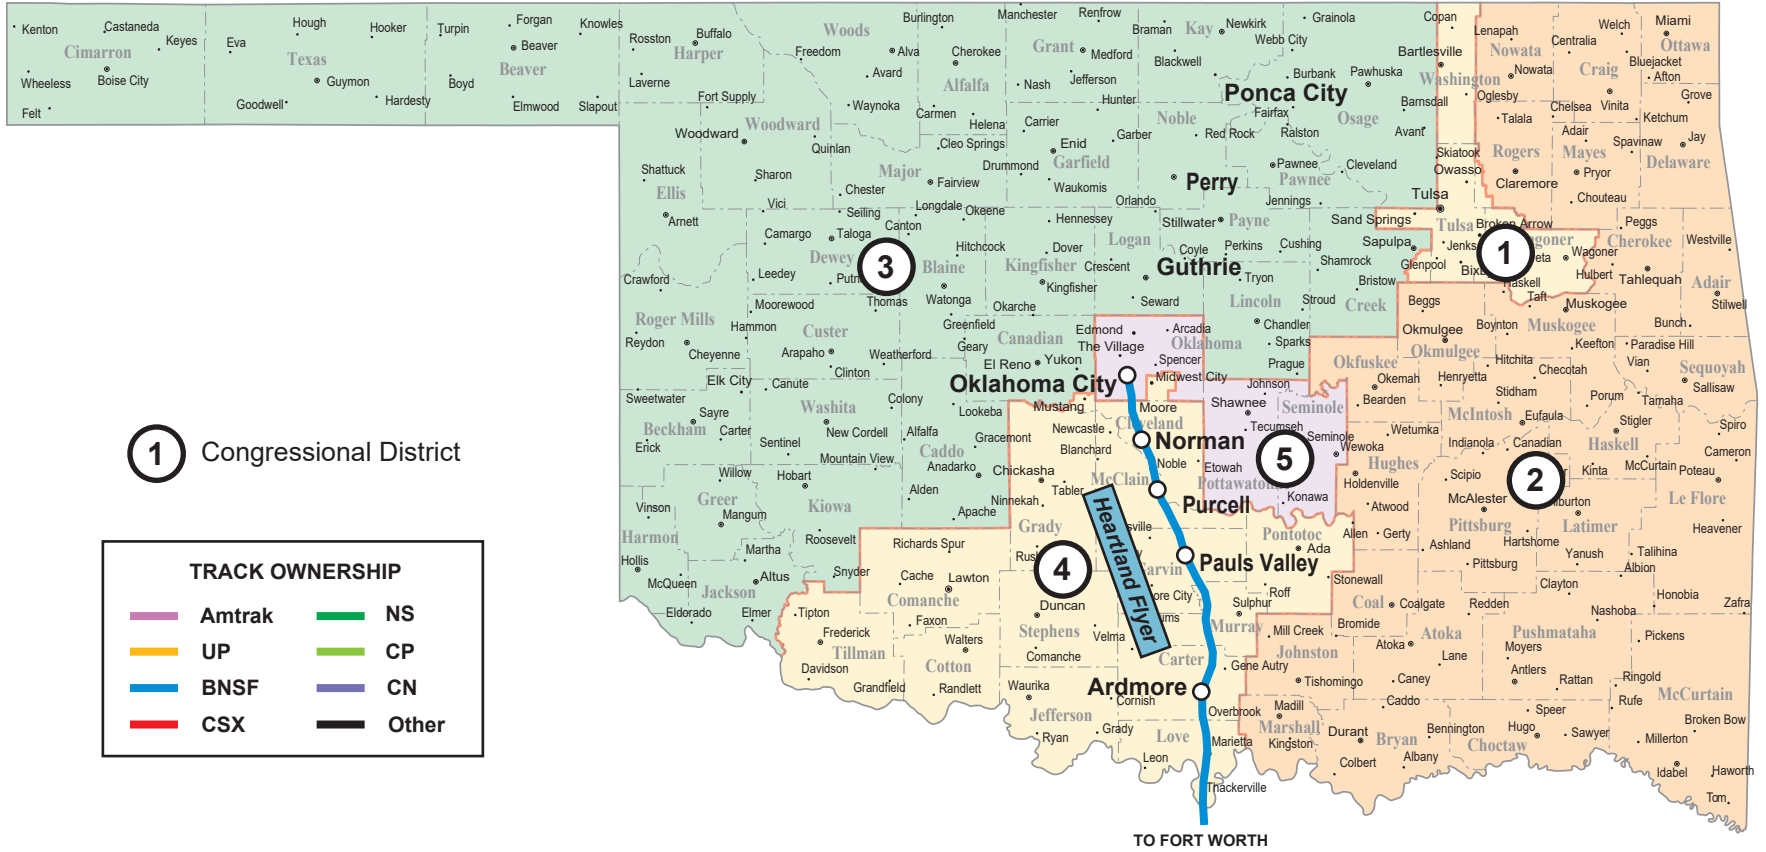 Kenton
Castaneda
Keyes
Cimarron
Wheeless
Boise City
Felt
Eva
Hough
Hooker
Texas
Guymon
Goodwell
Hardesty
Turpin
Forgan
Knowles
Beaver
Beaver
Boyd
Elmwood
Slapout
Rosston
Buffalo
Harper
Laverne
Fort Supply
Woods
Burlington
Freedom
Alva
Avard
Cherokee
Alfalfa
Waynoka
Carmen
Helena
Manchester
Renfrow
Grant
Medford
Nash
Jefferson
Hunter
Braman
Kay
Newkirk
Blackwell
Webb City
Grainola
Ponca City
Burbank
Pawhuska
Fairfax
Osage
Barnsdall
Avant
Copan
Bartlesville
Washington
Lenapah
Nowata
Nowata
Oglesby
Talala
Centralia
Welch
Craig
Miami
Ottawa
Bluejacket
Afton
Vinita
Grove
Chelsea
Ketchum
Jay
Adair
Spavinaw
Delaware
Rogers
Mayes
Claremore
Pryor
Chouteau
Woodward
Woodward
Quinlan
Cleo Springs
Carrier
Enid
Garfield
Garber
Noble
Red Rock
Ralston
Drummond
Waukomis
Shattuck
Ellis
Arnett
Sharon
Vici
Major
Fairview
Chester
Seiling
Longdale
Okeene
Canton
Perry
Pawnee
Pawnee
Cleveland
Jennings
Orlando
Hennessey
Stillwater
Payne
Skiatook
Owasso
Tulsa
Sand Springs
Tulsa
Broken Arrow
Peggs
Cherokee
Westville
Camargo
Taloga
Dewey
Leedey
Thomas
3
Blaine
Hitchcock
Watonga
Dover
Kingfisher
Kingfisher
Okarche
Logan
Crescent
Coyle
Perkins
Cushing
Guthrie
Tryon
Shamrock
Sapulpa
Jenks
Glenpool
1
Wagoner
Hulbert
Tahlequah
Adair
Stilwell
Haskell
Taft
Muskogee
Crawford
Moorewood
Roger Mills
Reydon
Hammon
Cheyenne
Custer
Arapaho
Clinton
Weatherford
Greenfield
Geary
Canadian
El Reno
Yukon
Seward
Lincoln
Stroud
Bristow
Creek
Chandler
Sparks
Prague
Edmond
Arcadia
The Village
Oklahoma
Spencer
Midwest City
Oklahoma City
Beggs
Okmulgee
Okmulgee
Boynton
Muskogee
Keefton
Bunch
Paradise Hill
Vian
Sequoyah
Sallisaw
Okfuskee
Okemah
Bearden
Henryetta
Hitchita
Checotah
Stidham
Porum
Tamaha
Elk City
Canute
Sweetwater
Sayre
Beckham
Carter
Erick
Washita
New Cordell
Sentinel
Colony
Alfalfa
Lookeba
Gracemont
Caddo
Anadarko
Mountain View
Mustang
Moore
Newcastle
Cleveland
Blanchard
Norman
Noble
Chickasha
McClain
Tabler
Johnson
Shawnee
Seminole
Tecumseh
Seminole
5
Etowah
Konawa
Wewoka
Wetumka
McIntosh
Eufaula
Stigler
Spiro
Indianola
Canadian
Haskell
Cameron
Hughes
Holdenville
Scipio
2
Kinta
McCurtain
Poteau
Le Flore
1 Congressional District
Willow
Hobart
Greer
Vinson
Mangum
Kiowa
Alden
Apache
Ninnekah
Grady
Purcell
Heartland Flyer
4
Pauls Valley
Pontotoc
Ada
Allen
Atwood
Gerty
McAlester
Pittsburg
Ashland
Hartshorne
Latimer
Yanush
Pittsburg
Heavener
Talihina
Albion
Harmon
Hollis
McQueen
Martha
Altus
Jackson
Eldorado
Elmer
Roosevelt
Snyder
Richards Spur
Cache
Lawton
Comanche
Faxon
Walters
Tipton
Frederick
Tillman
Davidson
Grandfield
Cotton
Randlett
Duncan
Stephens
Velma
Comanche
Sulphur
Roff
Murray
Stonewall
Coal
Coalgate
Bromide
Mill Creek
Johnston
Tishomingo
Clayton
Redden
Honobia
Nashoba
Zafra
Atoka
Atoka
Lane
Pushmataha
Moyers
Antlers
Pickens
Rattan
Ringold
Rufe
McCurtain
Waurika
Jefferson
Ryan
Cornish
Grady
Carter
Gene Autry
Ardmore
Overbrook
Love
Marietta
Leon
Thackerville
Madill
Marshall
Kingston
Caney
Caddo
Durant
Bryan
Bennington
Albany
Colbert
Speer
Hugo
Choctaw
Sawyer
Millerton
Broken Bow
Idabel
Haworth
Tom
TO FORT WORTH
TRACK OWNERSHIP
Amtrak
NS
UP
CP
BNSF
CN
CSX
Other